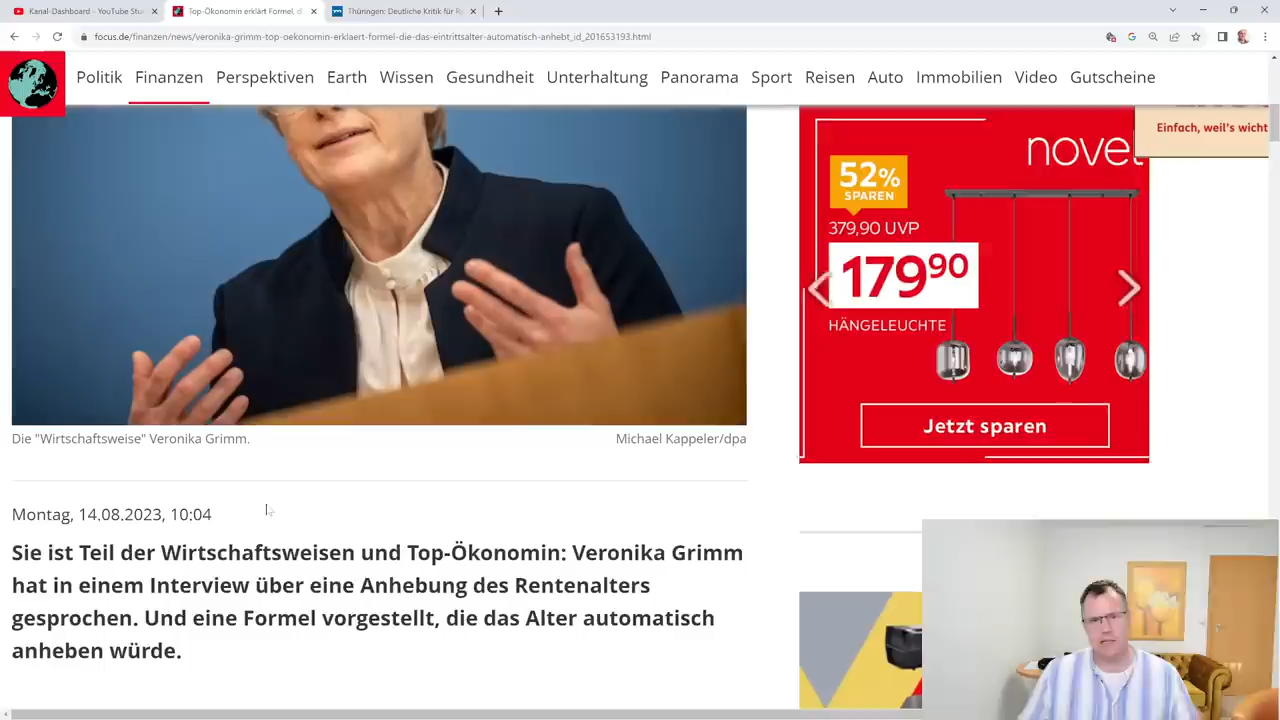 Kanal-Dashboard – YouTube Stu
Top-Ökonomin erklärt Formel, d
Thüringen: Deutliche Kritik für R
focus.de/finanzen/news/veronika-grimm-top-oekonomin-erklaert-formel-die-das-eintrittsalter-automatisch-anhebt_id_201653193.html
Politik Finanzen Perspektiven Earth Wissen Gesundheit Unterhaltung Panorama Sport Reisen Auto Immobilien Video Gutscheine
Einfach, weil's wicht
novel
52%
SPAREN
379,90 UVP
179⁹⁰
HÄNGELEUCHTE
Jetzt sparen
Die "Wirtschaftsweise" Veronika Grimm.
Michael Kappeler/dpa
Montag, 14.08.2023, 10:04
Sie ist Teil der Wirtschaftsweisen und Top-Ökonomin: Veronika Grimm
hat in einem Interview über eine Anhebung des Rentenalters
gesprochen. Und eine Formel vorgestellt, die das Alter automatisch
anheben würde.